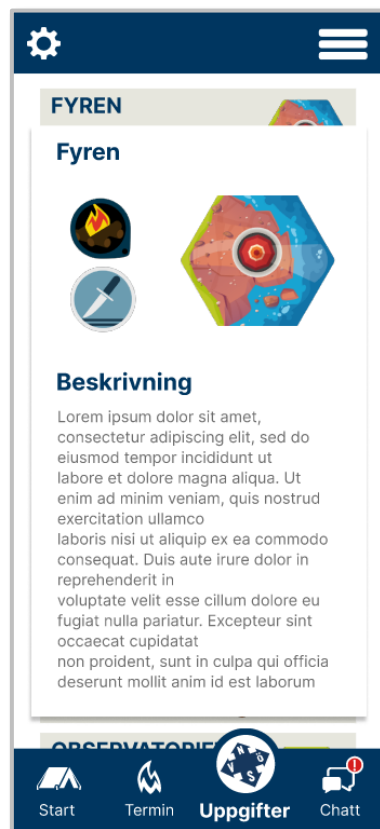 FYREN
Fyren
Beskrivning
Lorem ipsum dolor sit amet,
consectetur adipiscing elit, sed do
eiusmod tempor incididunt ut
labore et dolore magna aliqua. Ut
enim ad minim veniam, quis nostrud
exercitation ullamco
laboris nisi ut aliquip ex ea commodo
consequat. Duis aute irure dolor in
reprehenderit in
voluptate velit esse cillum dolore eu
fugiat nulla pariatur. Excepteur sint
occaecat cupidatat
non proident, sunt in culpa qui officia
deserunt mollit anim id est laborum
N
V Ö
S
!
Start Termin Uppgifter Chatt